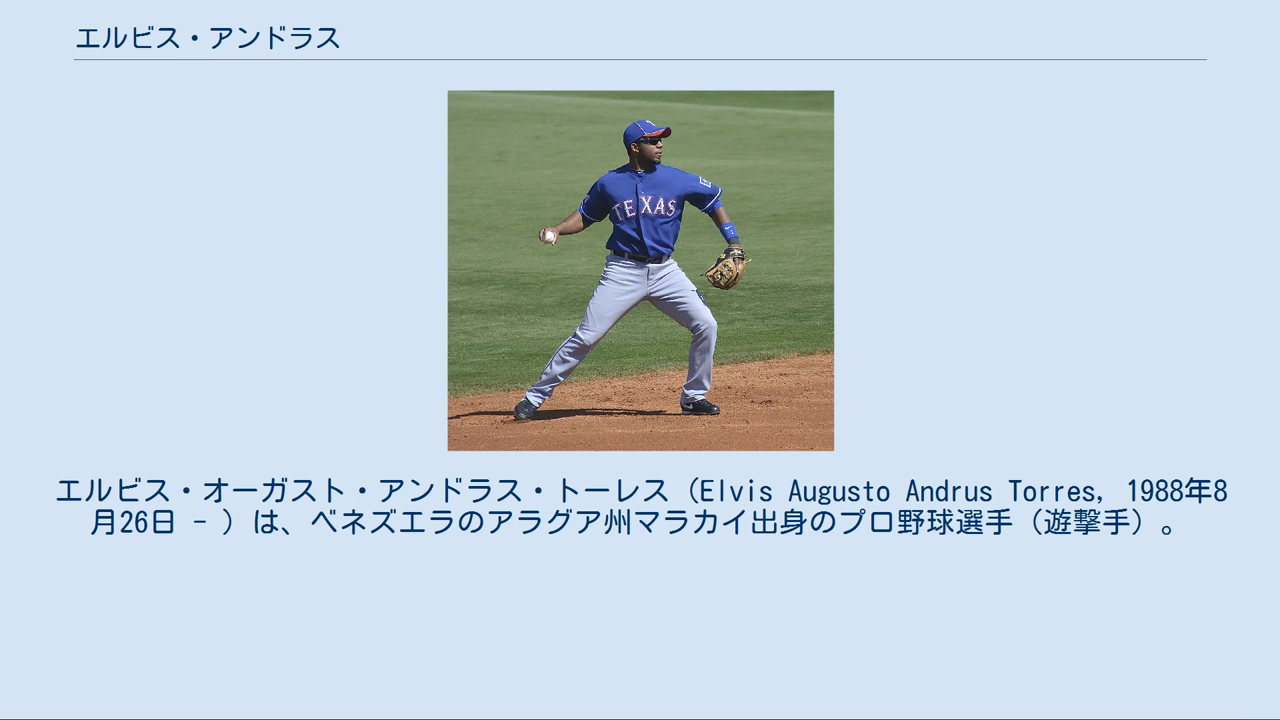 エルビス・アンドラス
TEXAS
エルビス・オーガスト・アンドラス・トーレス（Elvis Augusto Andrus Torres, 1988年8
月26日 - ）は、ベネズエラのアラグア州マラカイ出身のプロ野球選手（遊撃手）。